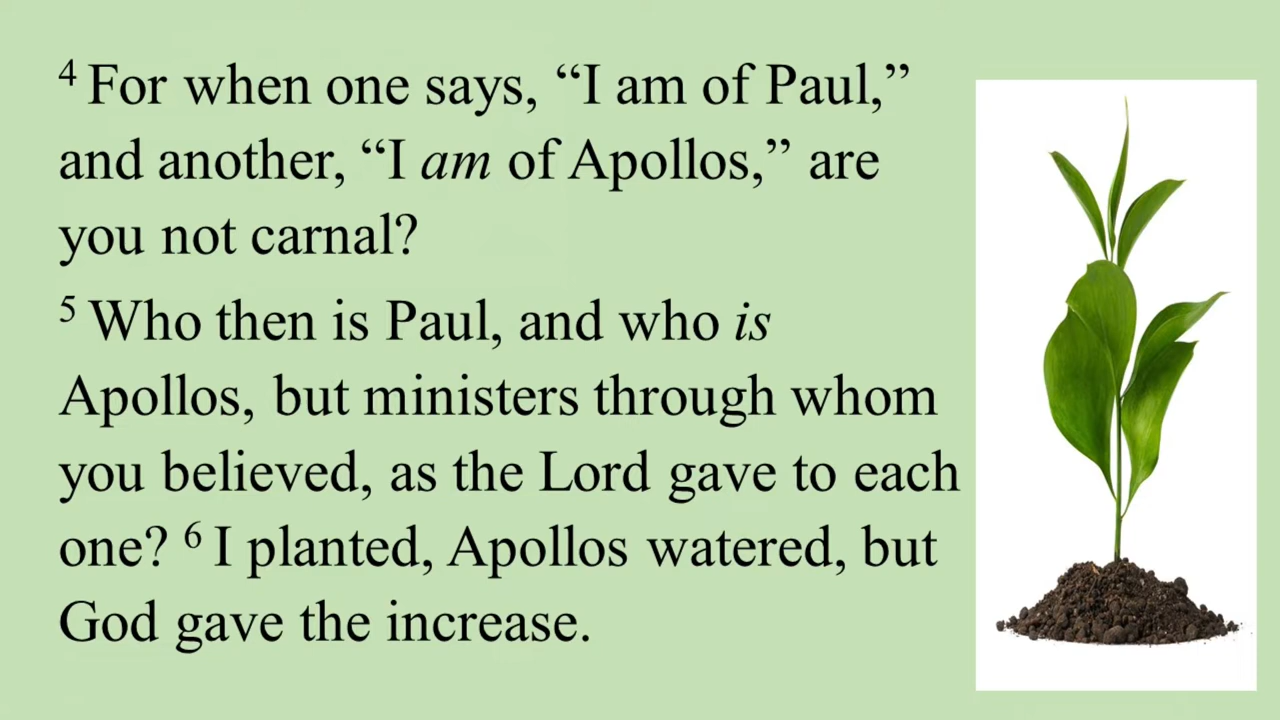 4 For when one says, “I am of Paul,”
and another, “I am of Apollos,” are
you not carnal?
5 Who then is Paul, and who is
Apollos, but ministers through whom
you believed, as the Lord gave to each
one? 6 I planted, Apollos watered, but
God gave the increase.